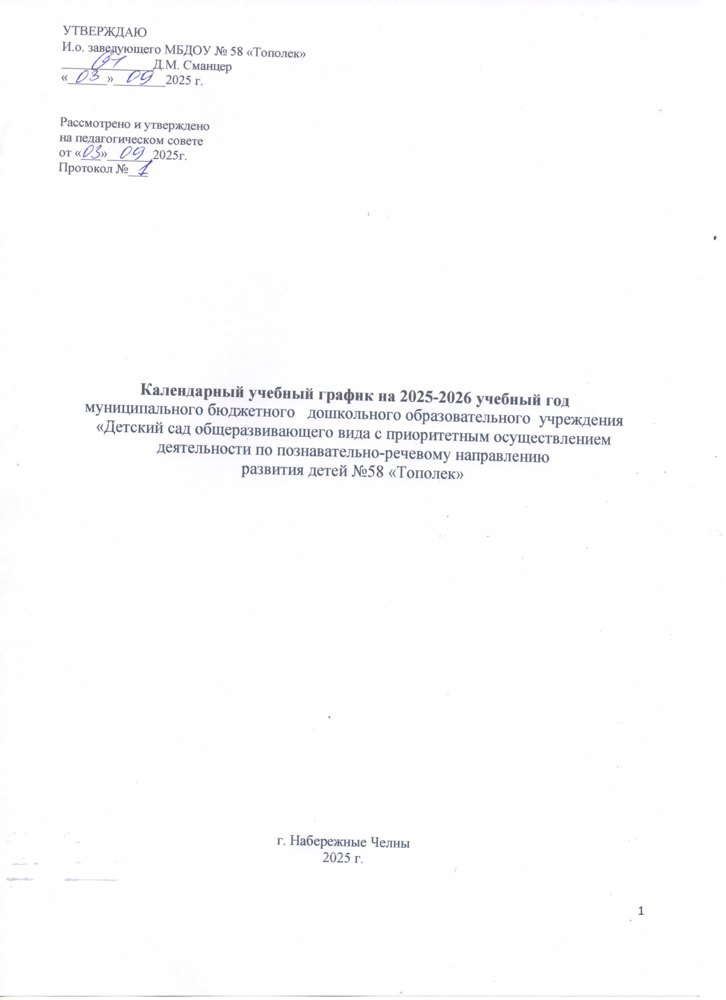 УТВЕРЖДАЮ
И.о. заведующего МБДОУ № 58 «Тополек»
______________Д.М. Сманцер
«03»09 2025 г.
Рассмотрено и утверждено
на педагогическом совете
от «03» 09 2025г.
Протокол № 1
Календарный учебный график на 2025-2026 учебный год
муниципального бюджетного дошкольного образовательного учреждения
«Детский сад общеразвивающего вида с приоритетным осуществлением
деятельности по познавательно-речевому направлению
развития детей №58 «Тополек»
г. Набережные Челны
2025 г.
1